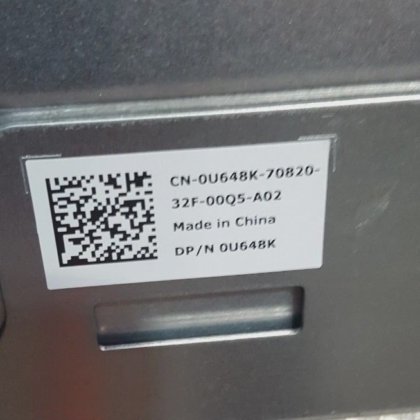 CN-0U648K-70820-
32F-00Q5-A02
Made in China
DP/N 0U648K